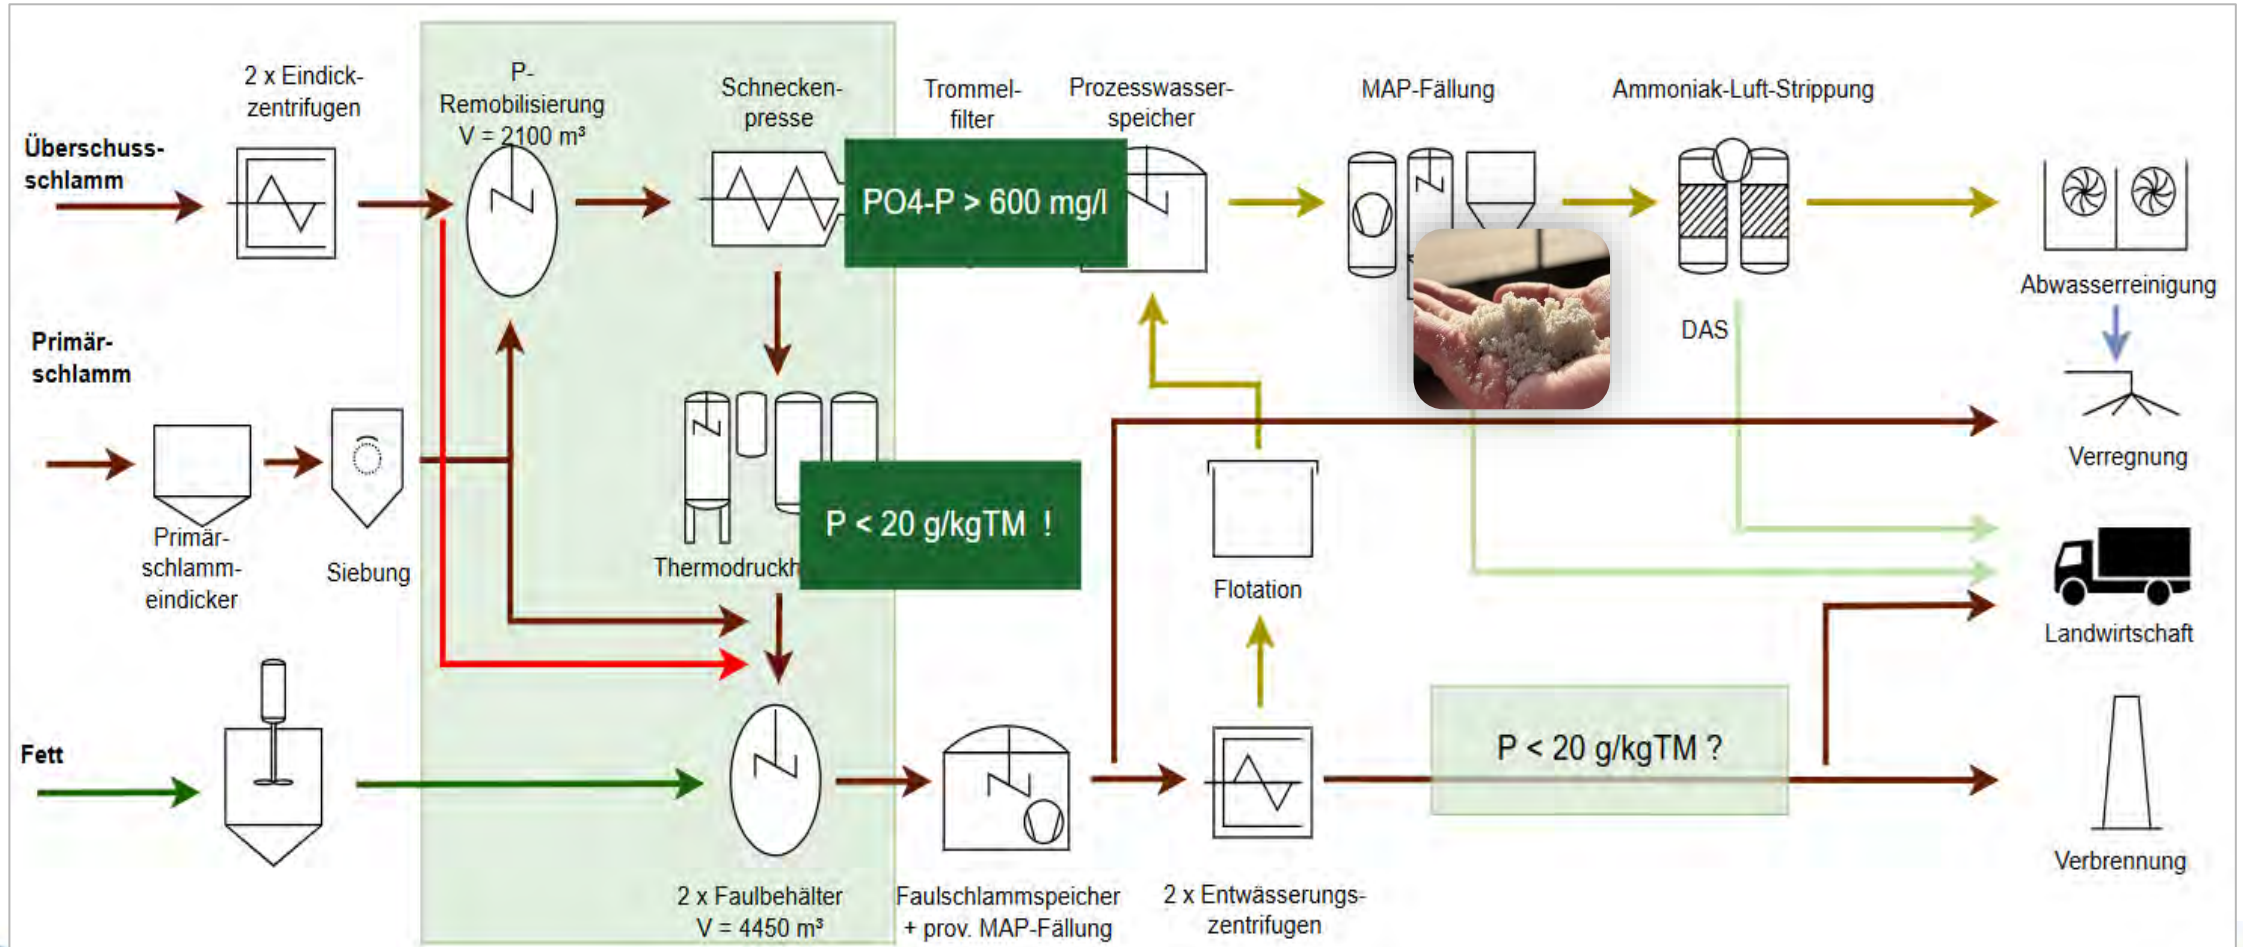 2 x Eindick-
zentrifugen
P-
Remobilisierung
V = 2100 m³
Schnecken-
presse
Trommel-
filter
Prozesswasser-
speicher
MAP-Fällung
Ammoniak-Luft-Strippung
Überschuss-
schlamm
PO4-P > 600 mg/l
Abwasserreinigung
DAS
Primär-
schlamm
Verregnung
Primär-
schlamm-
eindicker
Siebung
P < 20 g/kgTM !
Flotation
Landwirtschaft
Fett
P < 20 g/kgTM ?
Verbrennung
2 x Faulbehälter
V = 4450 m³
Faulschlammspeicher
+ prov. MAP-Fällung
2 x Entwässerungs-
zentrifugen